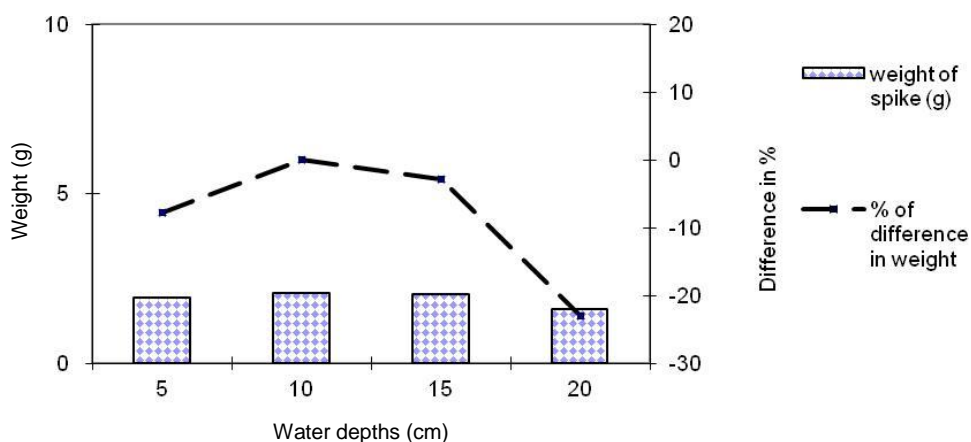 10
5
0
Weight (g)
5
10
15
20
Water depths (cm)
20
10
0
-10
-20
-30
Difference in %
weight of
spike (g)
% of
difference
in weight